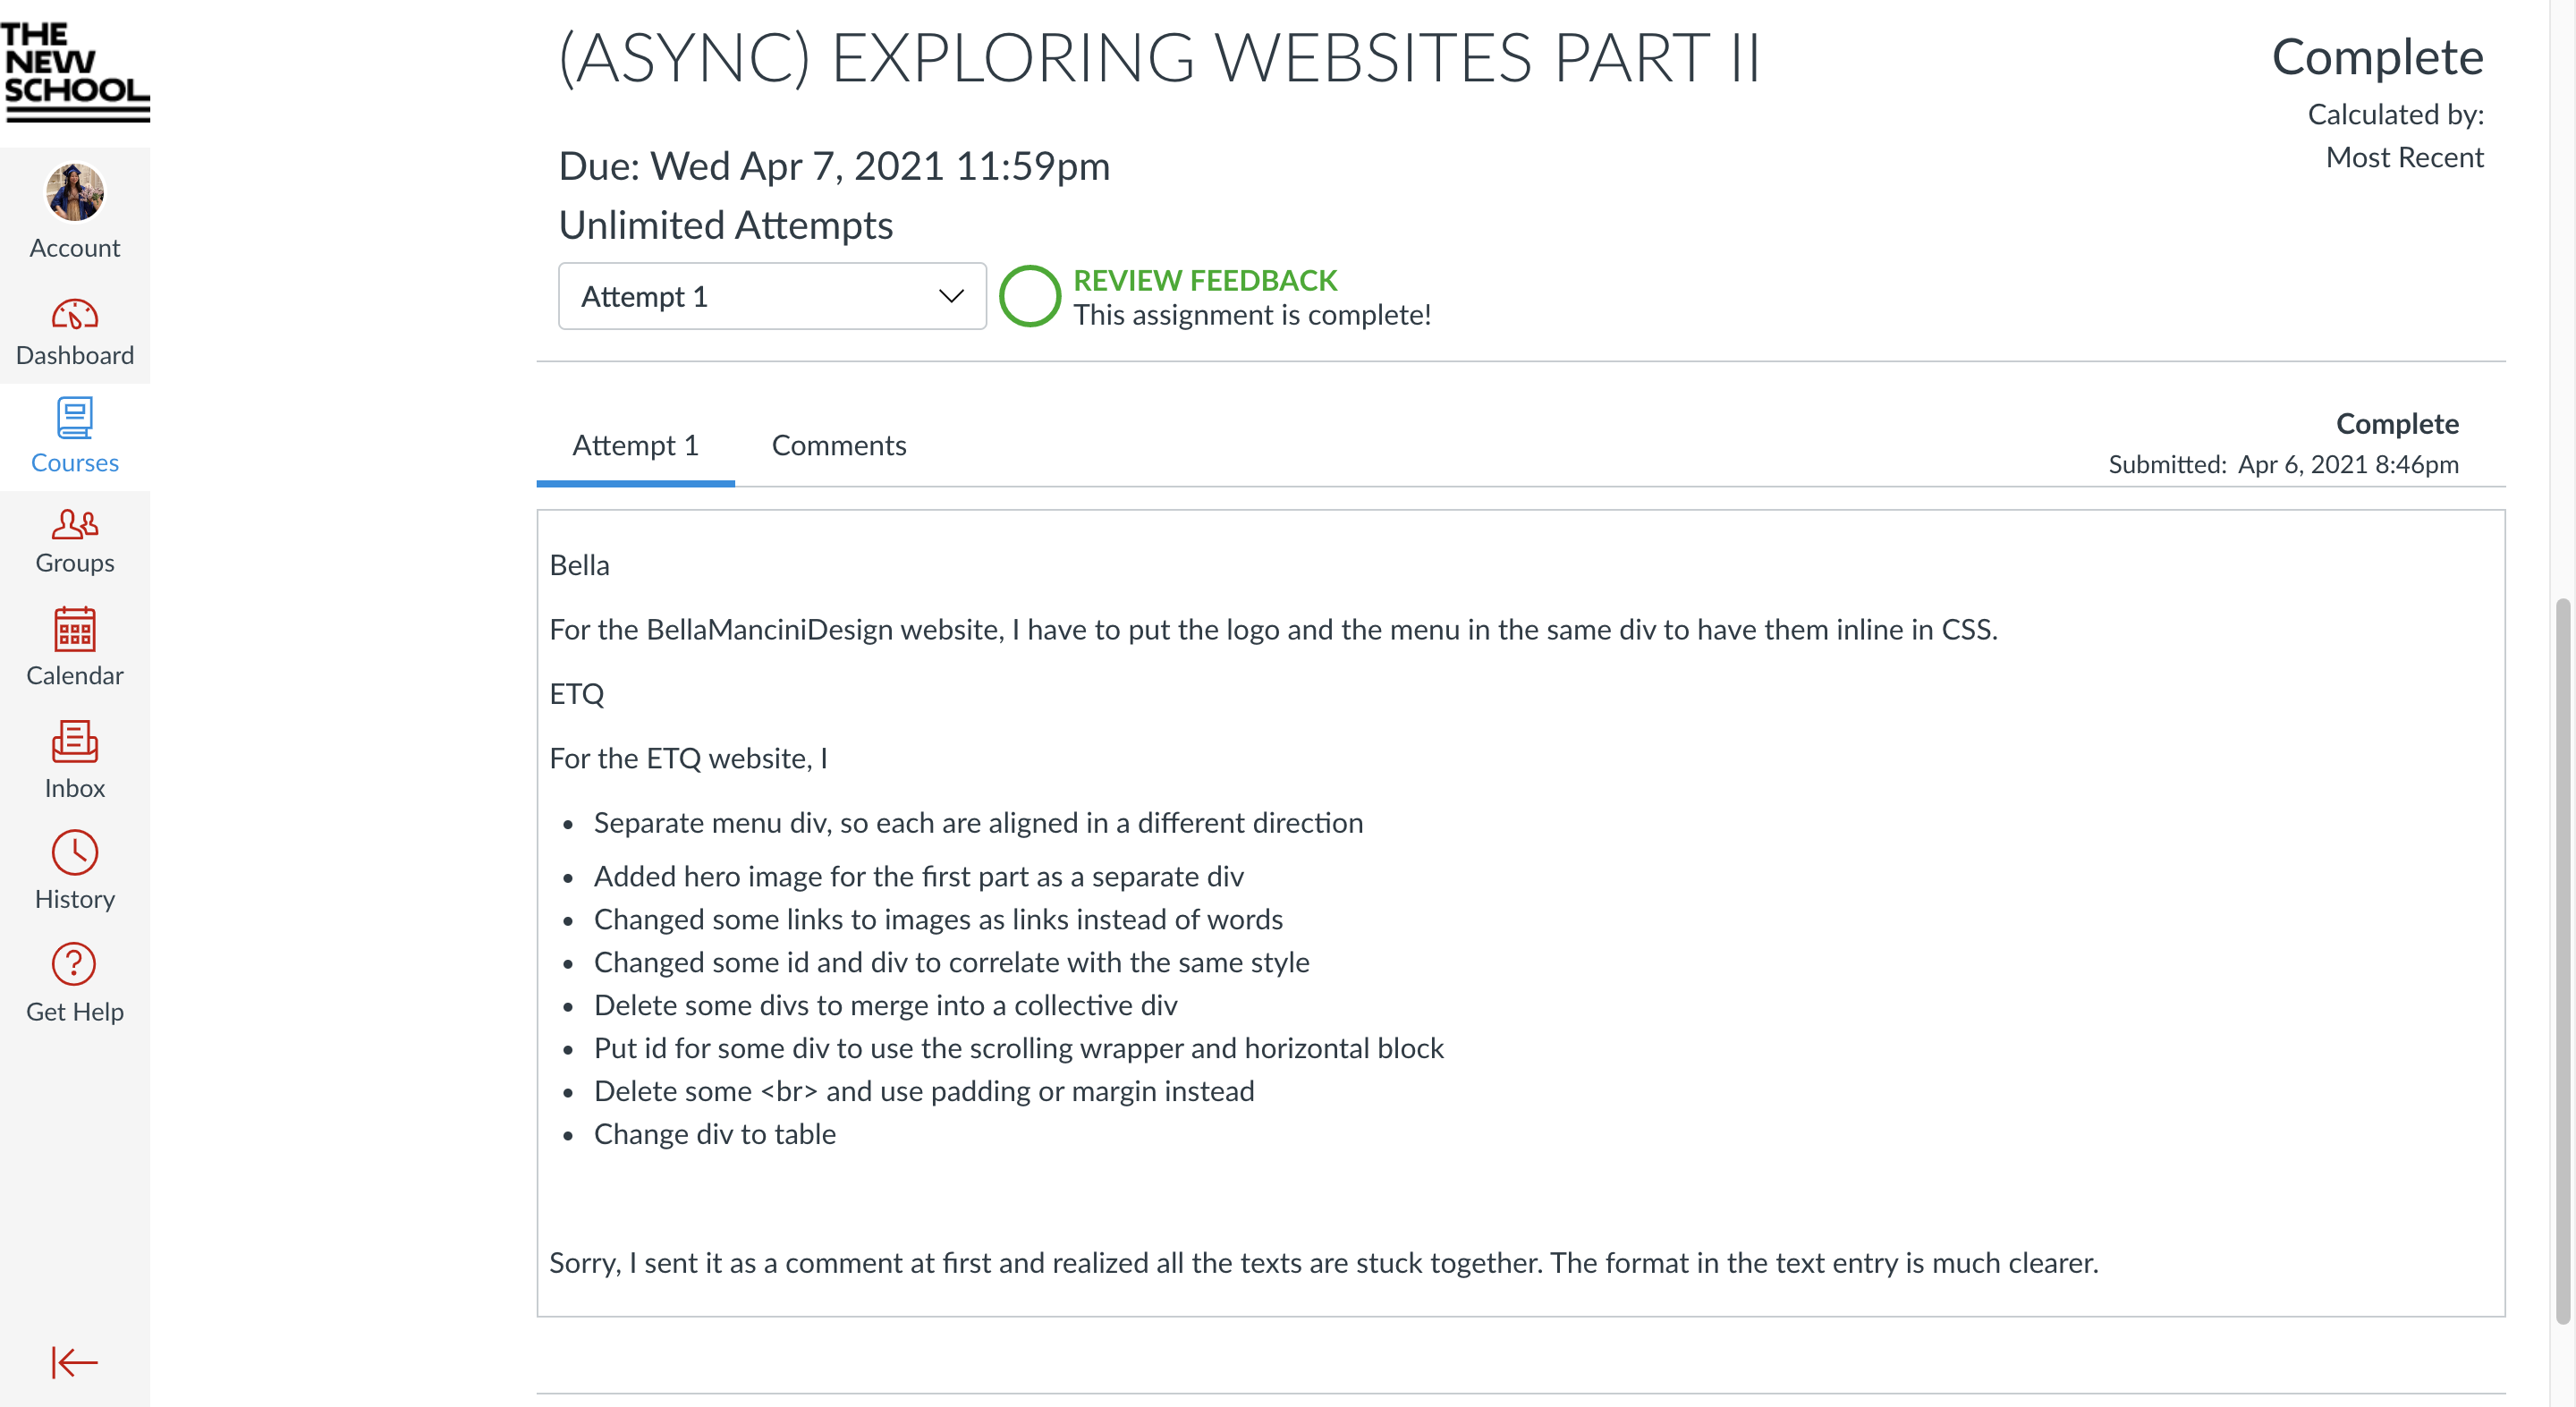 THE
NEW
SCHOOL
Account
Dashboard
Courses
Groups
Calendar
Inbox
History
Get Help
(ASYNC) EXPLORING WEBSITES PART II
Complete
Calculated by:
Most Recent
Due: Wed Apr 7, 2021 11:59pm
Unlimited Attempts
Attempt 1
REVIEW FEEDBACK
This assignment is complete!
Attempt 1
Comments
Complete
Submitted: Apr 6, 2021 8:46pm
Bella
For the BellaManciniDesign website, I have to put the logo and the menu in the same div to have them inline in CSS.
ETQ
For the ETQ website, I
• Separate menu div, so each are aligned in a different direction
• Added hero image for the first part as a separate div
• Changed some links to images as links instead of words
• Changed some id and div to correlate with the same style
• Delete some divs to merge into a collective div
• Put id for some div to use the scrolling wrapper and horizontal block
• Delete some <br> and use padding or margin instead
• Change div to table
Sorry, I sent it as a comment at first and realized all the texts are stuck together. The format in the text entry is much clearer.